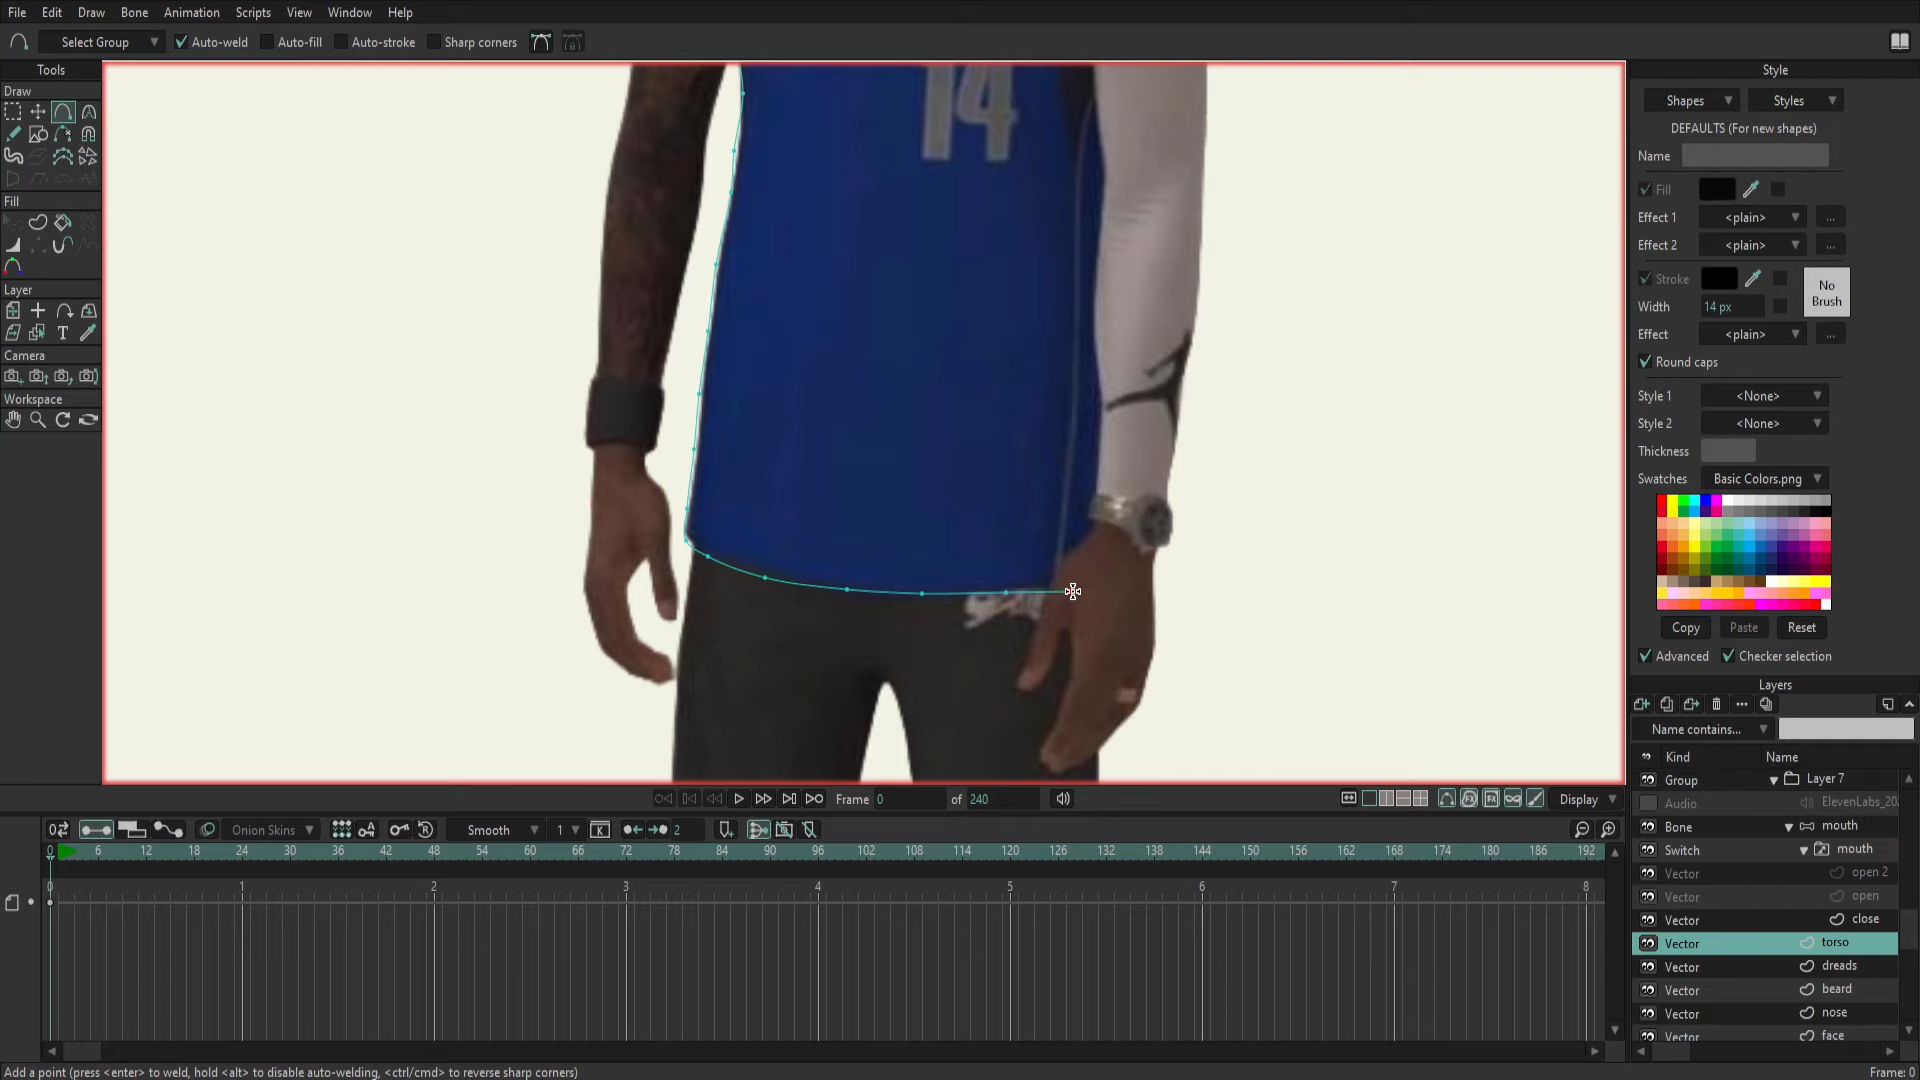 File Edit Draw Bone Animation Scripts View Window Help
Select Group Auto-weld Auto-fill Auto-stroke Sharp corners
Tools
Draw
Fill
Layer
Camera
Workspace
14
Style
Shapes Styles
DEFAULTS (For new shapes)
Name
Fill
Effect 1 <plain> ...
Effect 2 <plain> ...
Stroke No Brush
Width 14 px
Effect <plain> ...
Round caps
Style 1 <None>
Style 2 <None>
Thickness
Swatches Basic Colors.png
Copy Paste Reset
Advanced Checker selection
Layers
Name contains...
Kind Name
Group Layer 7
Audio ElevenLabs_20
Bone mouth
Switch mouth
Vector open 2
Vector open
Vector close
Vector torso
Vector dreads
Vector beard
Vector nose
Vector face
Frame 0 of 240 Display
Onion Skins Smooth 1 2
0 6 12 18 24 30 36 42 48 54 60 66 72 78 84 90 96 102 108 114 120 126 132 138 144 150 156 162 168 174 180 186 192
0 1 2 3 4 5 6 7 8
Add a point (press <enter> to weld, hold <alt> to disable auto-welding, <ctrl/cmd> to reverse sharp corners) Frame: 0